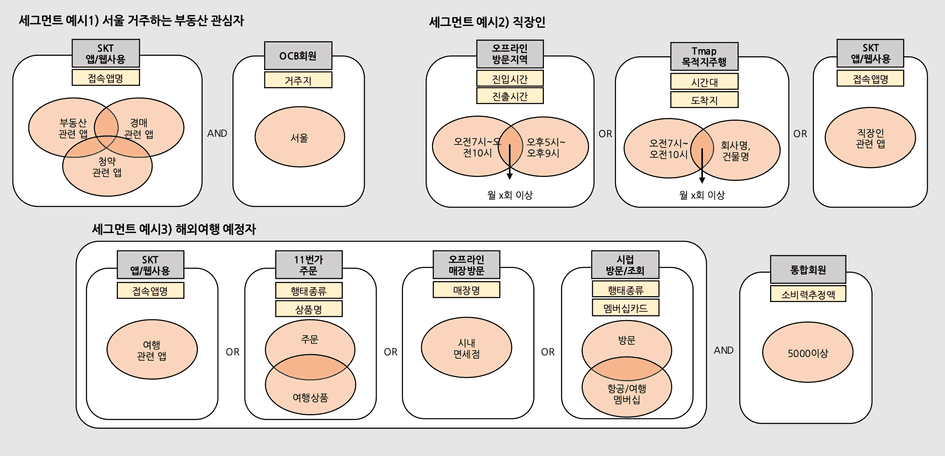 세그먼트 예시1) 서울 거주하는 부동산 관심자
SKT
앱/웹사용
접속앱명
부동산
관련 앱
경매
관련 앱
청약
관련 앱
AND
OCB회원
거주지
서울
세그먼트 예시2) 직장인
오프라인
방문지역
진입시간
진출시간
오전7시~오
전10시
오후5시~
오후9시
월 x회 이상
OR
Tmap
목적지주행
시간대
도착지
오전7시~
오전10시
회사명,
건물명
월 x회 이상
OR
SKT
앱/웹사용
접속앱명
직장인
관련 앱
세그먼트 예시3) 해외여행 예정자
SKT
앱/웹사용
접속앱명
여행
관련 앱
OR
11번가
주문
행태종류
상품명
주문
여행상품
OR
오프라인
매장방문
매장명
시내
면세점
OR
시럽
방문/조회
행태종류
멤버십카드
방문
항공/여행
멤버십
AND
통합회원
소비력추정액
5000이상